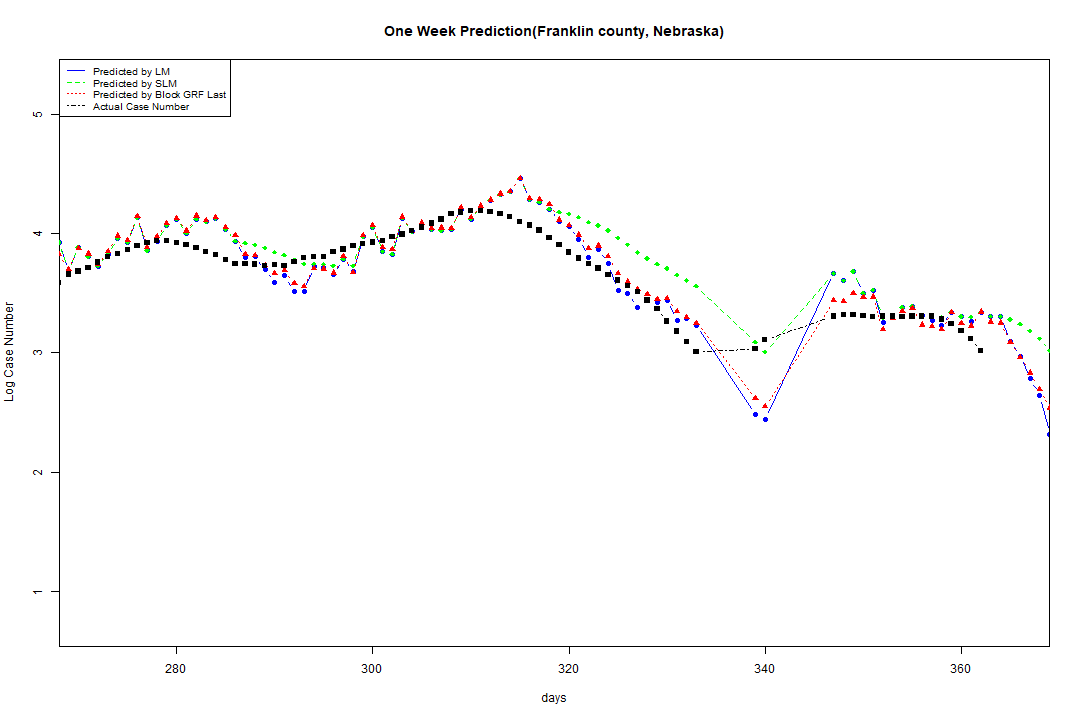 One Week Prediction(Franklin county, Nebraska)
Predicted by LM
Predicted by SLM
Predicted by Block GRF Last
Actual Case Number
5
4
3
2
1
Log Case Number
280 300 320 340 360
days